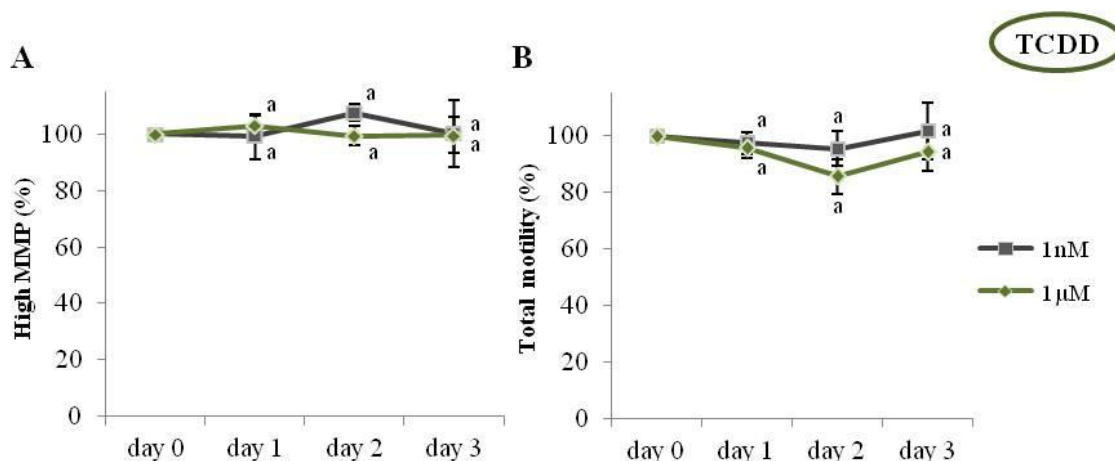 TCDD
A
High MMP (%)
100
80
60
40
20
0
a
a
a
a
a
a
day 0 day 1 day 2 day 3
B
Total motility (%)
100
80
60
40
20
0
a
a
a
a
a
a
day 0 day 1 day 2 day 3
1nM
1µM